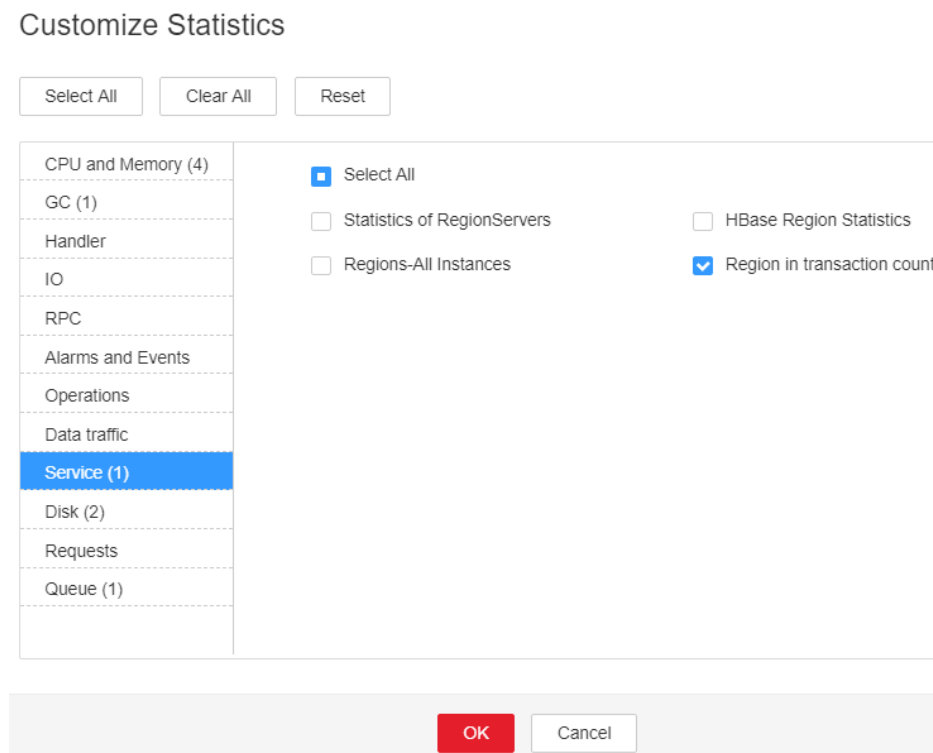 Customize Statistics
Select All Clear All Reset
CPU and Memory (4)
GC (1)
Handler
IO
RPC
Alarms and Events
Operations
Data traffic
Service (1)
Disk (2)
Requests
Queue (1)
Select All
Statistics of RegionServers HBase Region Statistics
Regions-All Instances Region in transaction count
OK Cancel